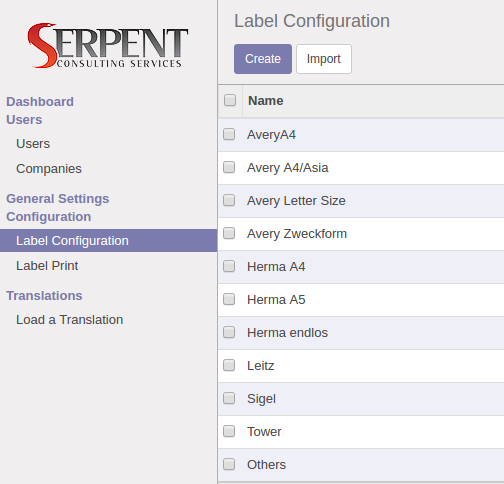 SERPENT
CONSULTING SERVICES
Dashboard
Users
Users
Companies
General Settings
Configuration
Label Configuration
Label Print
Translations
Load a Translation
Label Configuration
Create Import
Name
AveryA4
Avery A4/Asia
Avery Letter Size
Avery Zweckform
Herma A4
Herma A5
Herma endlos
Leitz
Sigel
Tower
Others